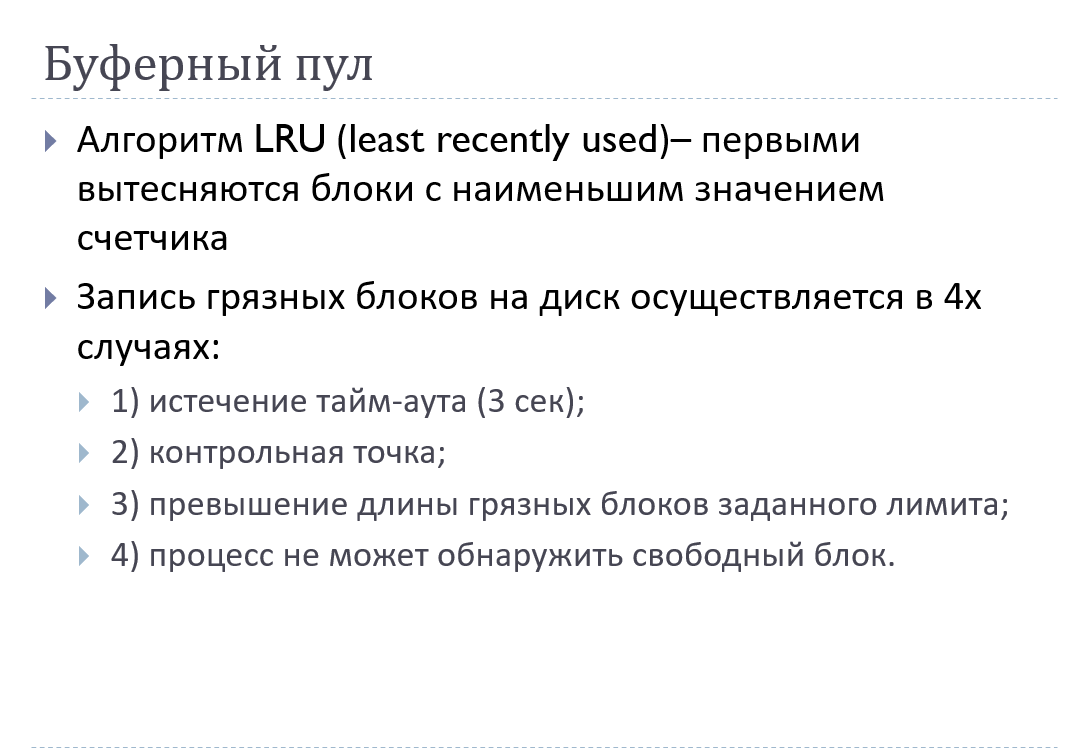 Буферный пул
Алгоритм LRU (least recently used)– первыми
вытесняются блоки с наименьшим значением
счетчика
Запись грязных блоков на диск осуществляется в 4х
случаях:
1) истечение тайм-аута (3 сек);
2) контрольная точка;
3) превышение длины грязных блоков заданного лимита;
4) процесс не может обнаружить свободный блок.